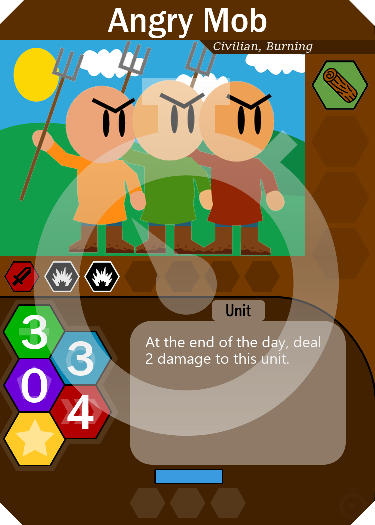 Angry Mob
Civilian, Burning
Unit
3
3
0
4
At the end of the day, deal
2 damage to this unit.